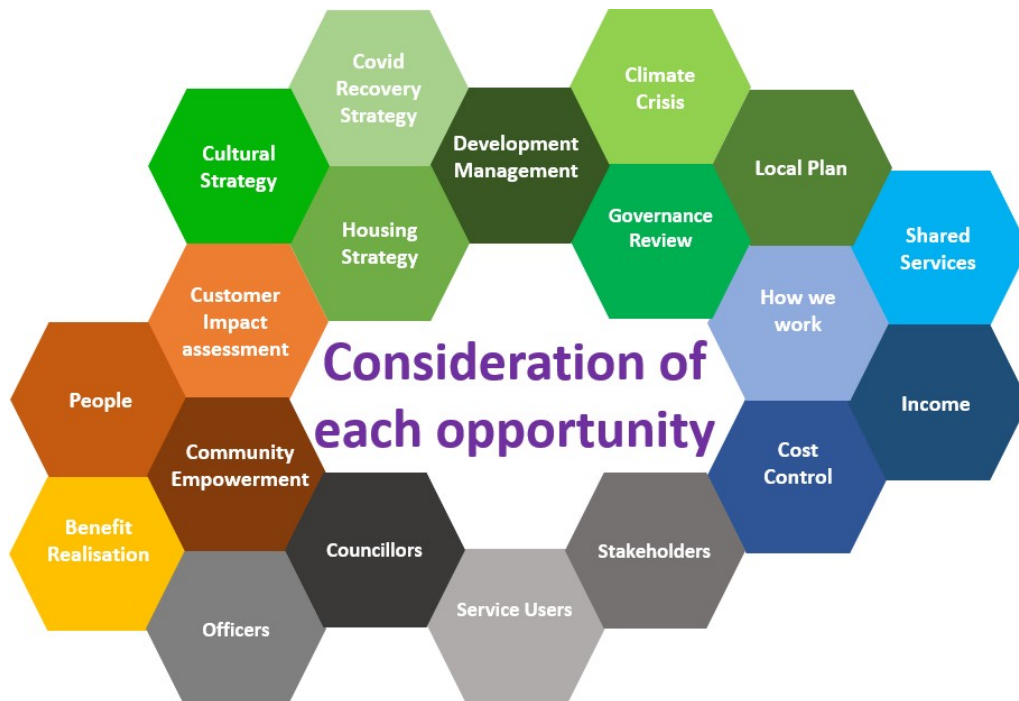 Covid
Recovery
Strategy
Climate
Crisis
Cultural
Strategy
Development
Management
Local Plan
Housing
Strategy
Governance
Review
Shared
Services
Customer
Impact
assessment
How we
work
Consideration of
each opportunity
People
Income
Community
Empowerment
Cost
Control
Benefit
Realisation
Councillors
Stakeholders
Service Users
Officers